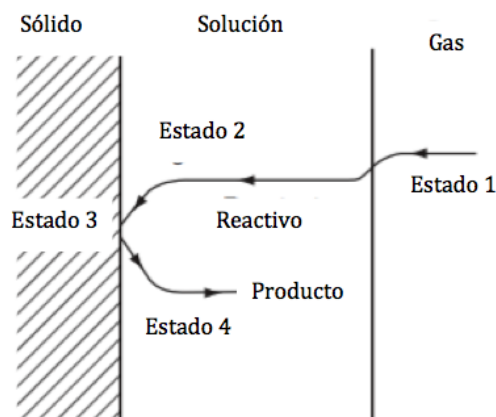 Sólido
Solución
Gas
Estado 2
Estado 1
Estado 3
Reactivo
Producto
Estado 4